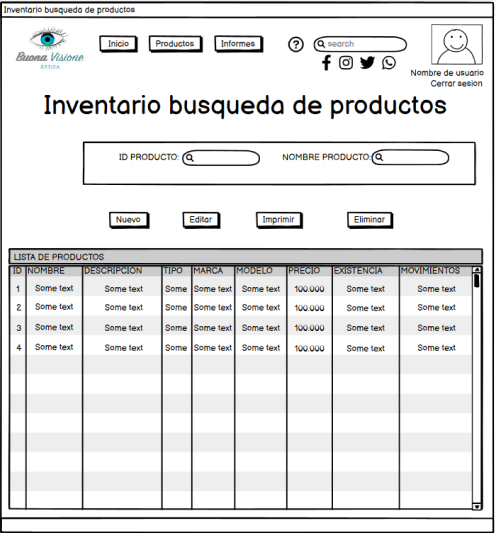 Inventario busqueda de productos
Inicio Productos Informes ? search
Buona Visione
ÓPTICA
Nombre de usuario
Cerrar sesion
Inventario busqueda de productos
ID PRODUCTO: NOMBRE PRODUCTO:
Nuevo Editar Imprimir Eliminar
LISTA DE PRODUCTOS
ID NOMBRE DESCRIPCION TIPO MARCA MODELO PRECIO EXISTENCIA MOVIMIENTOS
1 Some text Some text Some Some text Some text 100.000 Some text Some text
2 Some text Some text Some Some text Some text 100.000 Some text Some text
3 Some text Some text Some Some text Some text 100.000 Some text Some text
4 Some text Some text Some Some text Some text 100.000 Some text Some text